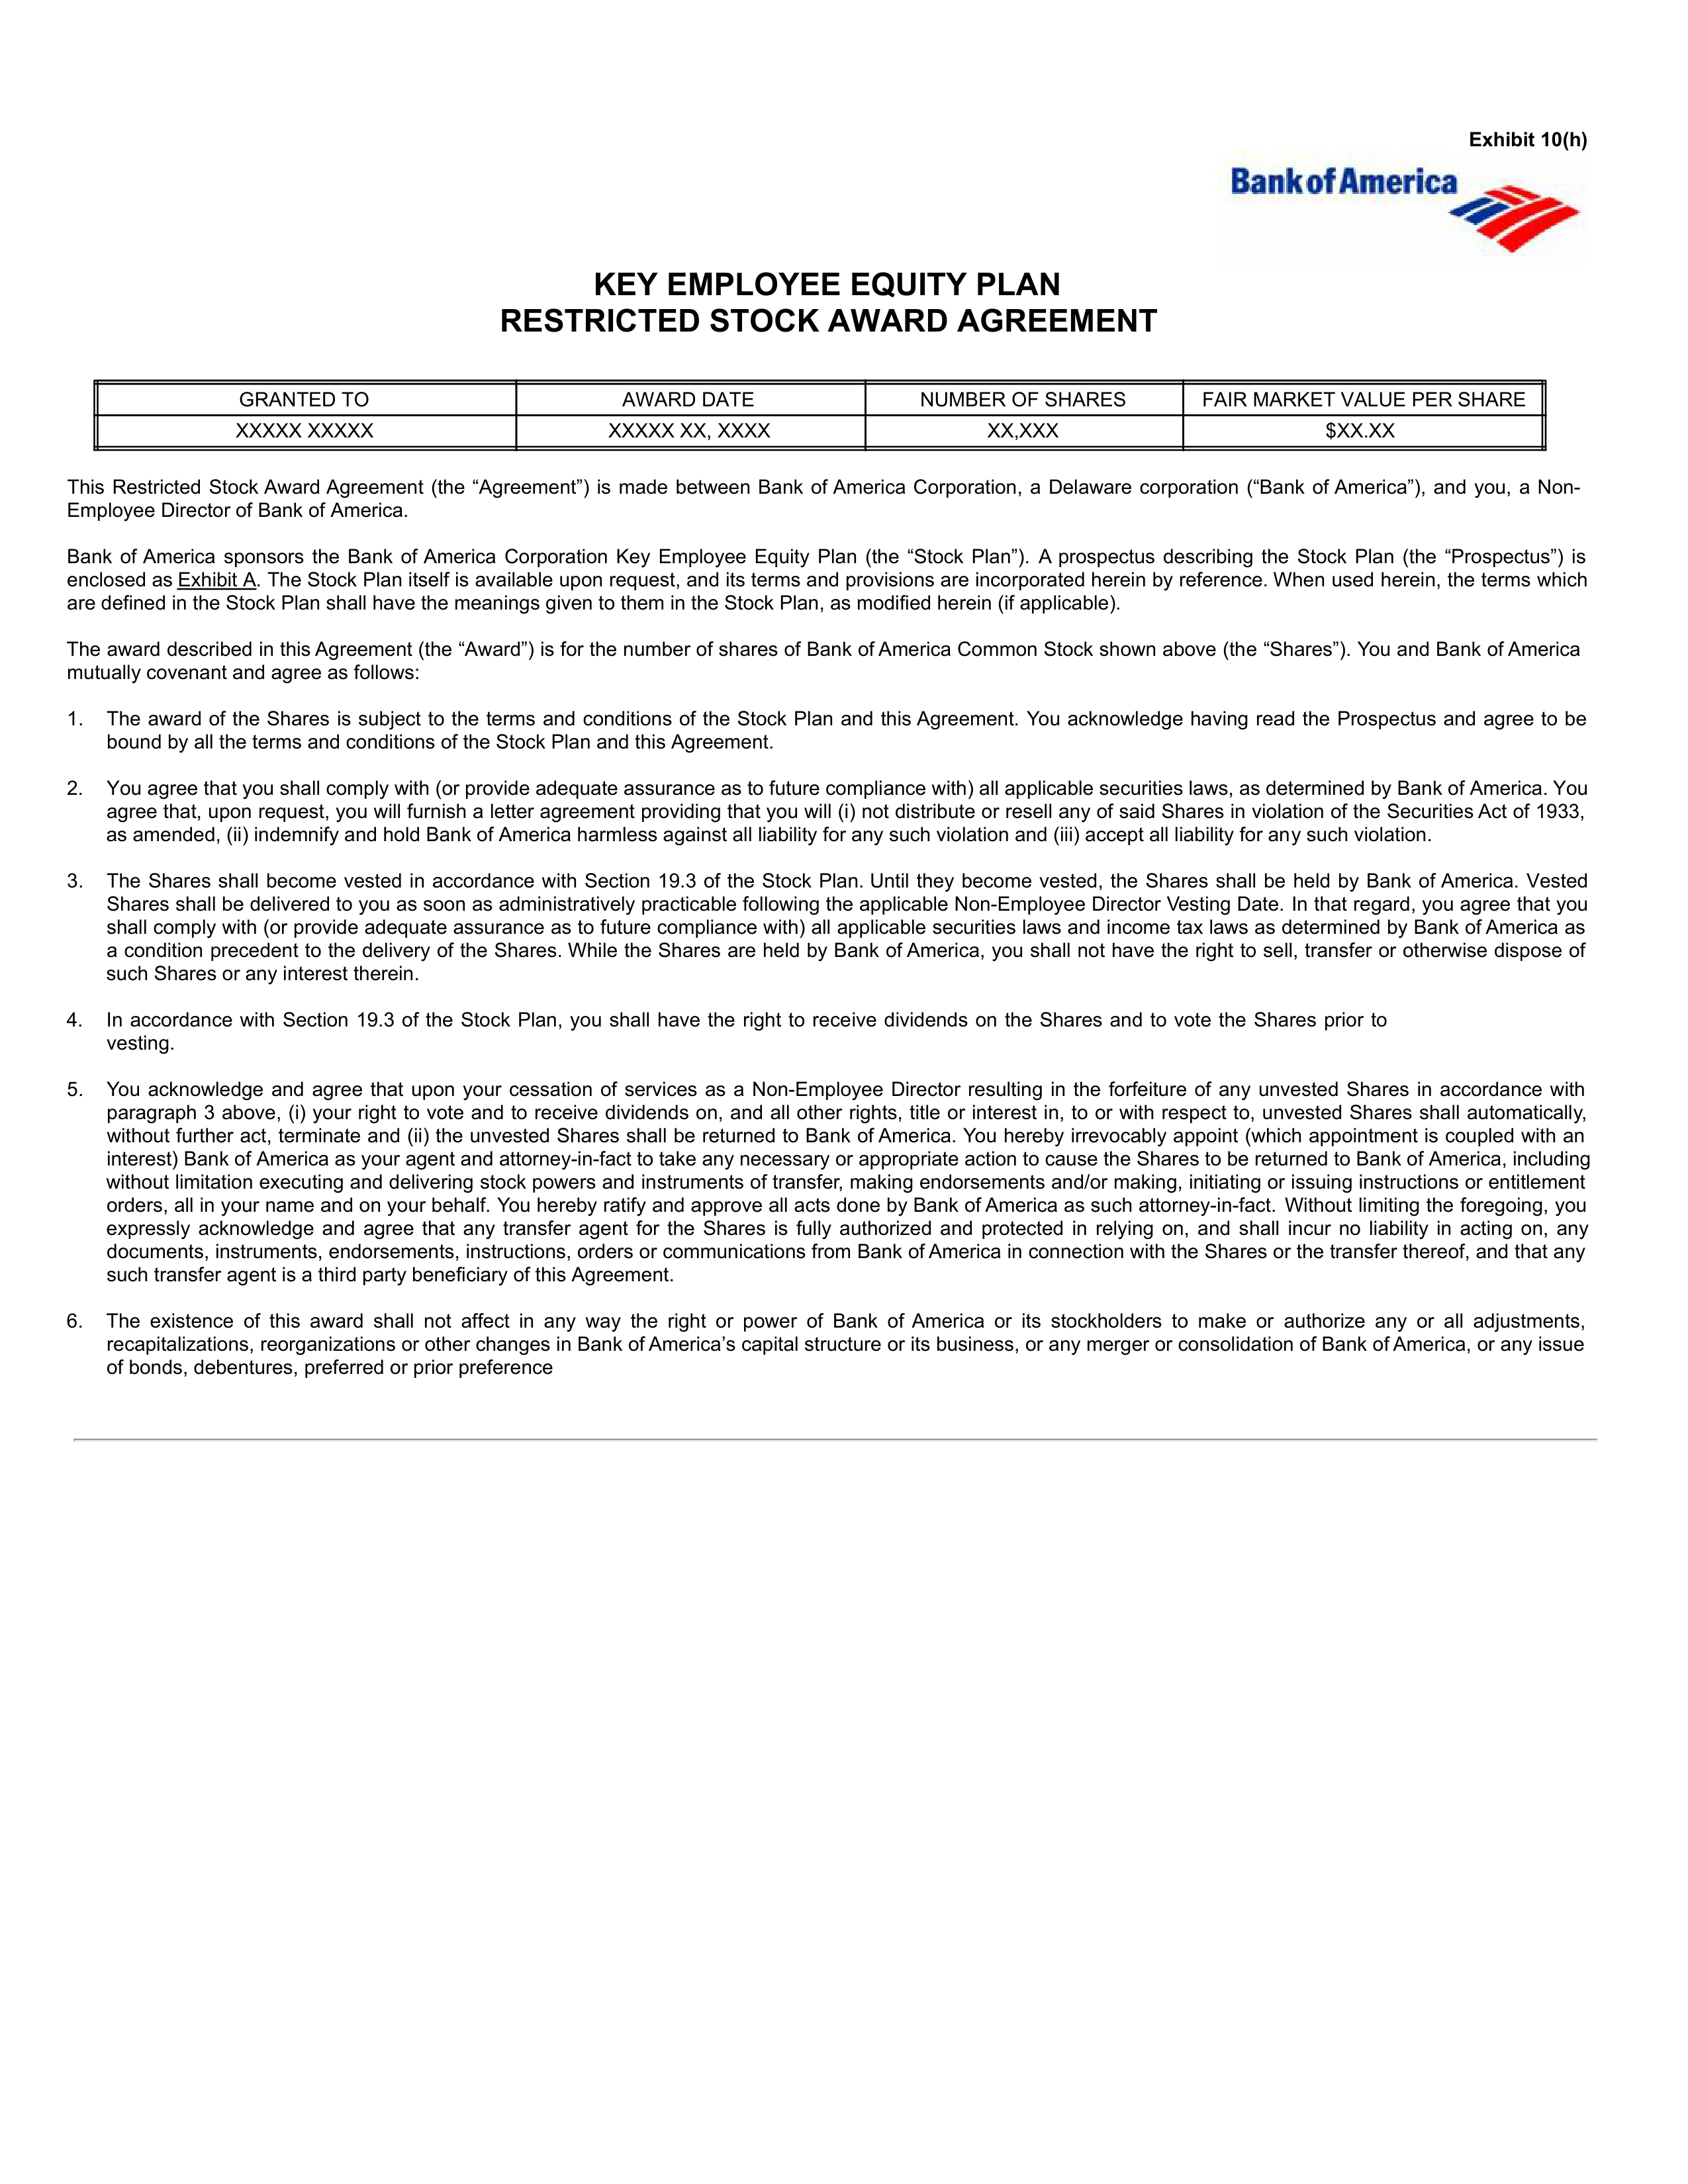 Exhibit 10(h)
Bank of America
KEY EMPLOYEE EQUITY PLAN
RESTRICTED STOCK AWARD AGREEMENT
GRANTED TO AWARD DATE NUMBER OF SHARES FAIR MARKET VALUE PER SHARE
XXXXX XXXXX XXXXX XX, XXXX XX,XXX $XX.XX
This Restricted Stock Award Agreement (the “Agreement”) is made between Bank of America Corporation, a Delaware corporation (“Bank of America”), and you, a Non-
Employee Director of Bank of America.
Bank of America sponsors the Bank of America Corporation Key Employee Equity Plan (the “Stock Plan”). A prospectus describing the Stock Plan (the “Prospectus”) is
enclosed as Exhibit A. The Stock Plan itself is available upon request, and its terms and provisions are incorporated herein by reference. When used herein, the terms which
are defined in the Stock Plan shall have the meanings given to them in the Stock Plan, as modified herein (if applicable).
The award described in this Agreement (the “Award”) is for the number of shares of Bank of America Common Stock shown above (the “Shares”). You and Bank of America
mutually covenant and agree as follows:
1. The award of the Shares is subject to the terms and conditions of the Stock Plan and this Agreement. You acknowledge having read the Prospectus and agree to be
bound by all the terms and conditions of the Stock Plan and this Agreement.
2. You agree that you shall comply with (or provide adequate assurance as to future compliance with) all applicable securities laws, as determined by Bank of America. You
agree that, upon request, you will furnish a letter agreement providing that you will (i) not distribute or resell any of said Shares in violation of the Securities Act of 1933,
as amended, (ii) indemnify and hold Bank of America harmless against all liability for any such violation and (iii) accept all liability for any such violation.
3. The Shares shall become vested in accordance with Section 19.3 of the Stock Plan. Until they become vested, the Shares shall be held by Bank of America. Vested
Shares shall be delivered to you as soon as administratively practicable following the applicable Non-Employee Director Vesting Date. In that regard, you agree that you
shall comply with (or provide adequate assurance as to future compliance with) all applicable securities laws and income tax laws as determined by Bank of America as
a condition precedent to the delivery of the Shares. While the Shares are held by Bank of America, you shall not have the right to sell, transfer or otherwise dispose of
such Shares or any interest therein.
4. In accordance with Section 19.3 of the Stock Plan, you shall have the right to receive dividends on the Shares and to vote the Shares prior to
vesting.
5. You acknowledge and agree that upon your cessation of services as a Non-Employee Director resulting in the forfeiture of any unvested Shares in accordance with
paragraph 3 above, (i) your right to vote and to receive dividends on, and all other rights, title or interest in, to or with respect to, unvested Shares shall automatically,
without further act, terminate and (ii) the unvested Shares shall be returned to Bank of America. You hereby irrevocably appoint (which appointment is coupled with an
interest) Bank of America as your agent and attorney-in-fact to take any necessary or appropriate action to cause the Shares to be returned to Bank of America, including
without limitation executing and delivering stock powers and instruments of transfer, making endorsements and/or making, initiating or issuing instructions or entitlement
orders, all in your name and on your behalf. You hereby ratify and approve all acts done by Bank of America as such attorney-in-fact. Without limiting the foregoing, you
expressly acknowledge and agree that any transfer agent for the Shares is fully authorized and protected in relying on, and shall incur no liability in acting on, any
documents, instruments, endorsements, instructions, orders or communications from Bank of America in connection with the Shares or the transfer thereof, and that any
such transfer agent is a third party beneficiary of this Agreement.
6. The existence of this award shall not affect in any way the right or power of Bank of America or its stockholders to make or authorize any or all adjustments,
recapitalizations, reorganizations or other changes in Bank of America’s capital structure or its business, or any merger or consolidation of Bank of America, or any issue
of bonds, debentures, preferred or prior preference